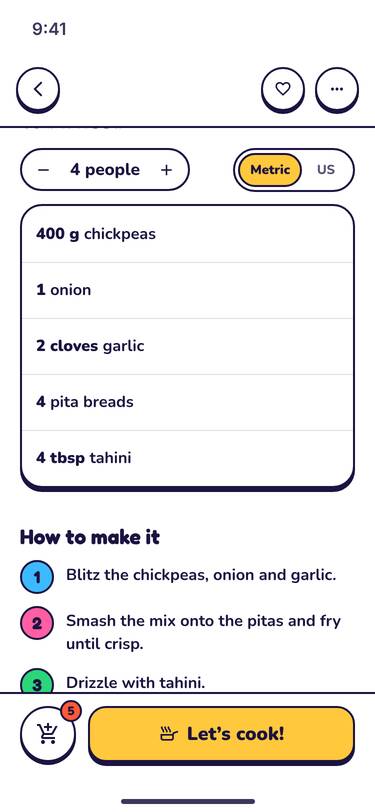 9:41
4 people
Metric
US
400 g chickpeas
1 onion
2 cloves garlic
4 pita breads
4 tbsp tahini
How to make it
1 Blitz the chickpeas, onion and garlic.
2 Smash the mix onto the pitas and fry
until crisp.
3 Drizzle with tahini.
5
Let's cook!